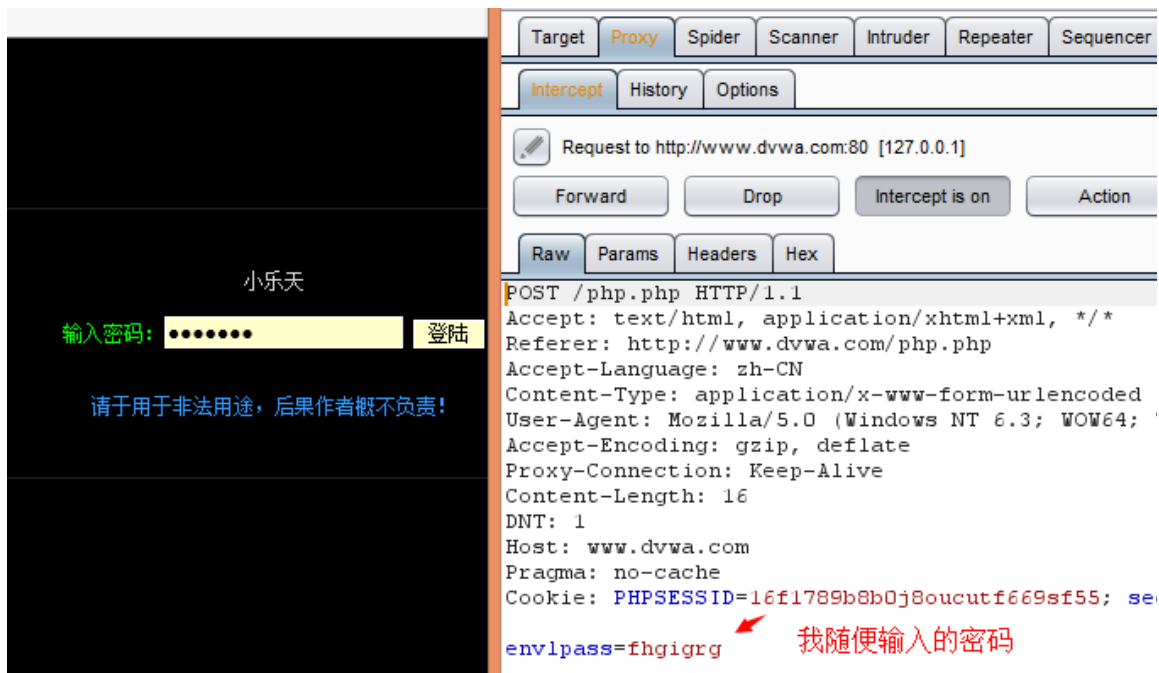 小乐天
输入密码: ●●●●●●● 登陆
请于用于非法用途，后果作者概不负责!
Target Proxy Spider Scanner Intruder Repeater Sequencer
Intercept History Options
Request to http://www.dvwa.com:80 [127.0.0.1]
Forward Drop Intercept is on Action
Raw Params Headers Hex
POST /php.php HTTP/1.1
Accept: text/html, application/xhtml+xml, */*
Referer: http://www.dvwa.com/php.php
Accept-Language: zh-CN
Content-Type: application/x-www-form-urlencoded
User-Agent: Mozilla/5.0 (Windows NT 6.3; WOW64;
Accept-Encoding: gzip, deflate
Proxy-Connection: Keep-Alive
Content-Length: 16
DNT: 1
Host: www.dvwa.com
Pragma: no-cache
Cookie: PHPSESSID=16f1789b8b0j8oucutf669sf55; se
我随便输入的密码
envlpass=fhgigrg